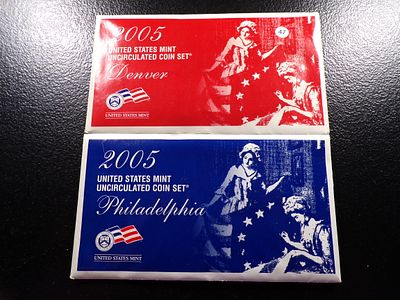 2005
UNITED STATES MINT
UNCIRCULATED COIN SET®
Denver
UNITED STATES MINT
47
2005
UNITED STATES MINT
UNCIRCULATED COIN SET®
Philadelphia
UNITED STATES MINT